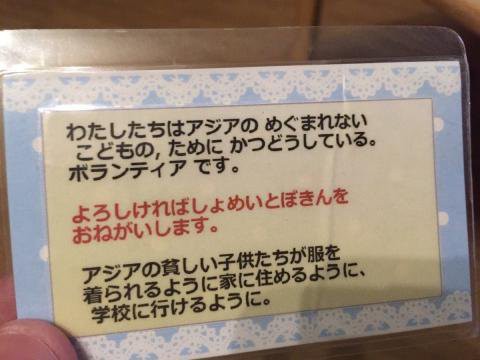 わたしたちはアジアの めぐまれない
こどもの, ために かつどうしている。
ボランティア です。
よろしければしょめいとぼきんを
おねがいします。
アジアの貧しい子供たちが服を
着られるように家に住めるように、
学校に行けるように。